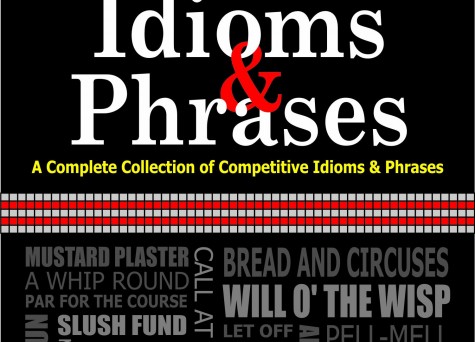 Idioms
&
Phrases
A Complete Collection of Competitive Idioms & Phrases
MUSTARD PLASTER
A WHIP ROUND
PAR FOR THE COURSE
SLUSH FUND
CALL AT
BREAD AND CIRCUSES
WILL O' THE WISP
LET OFF
PELL-MELL